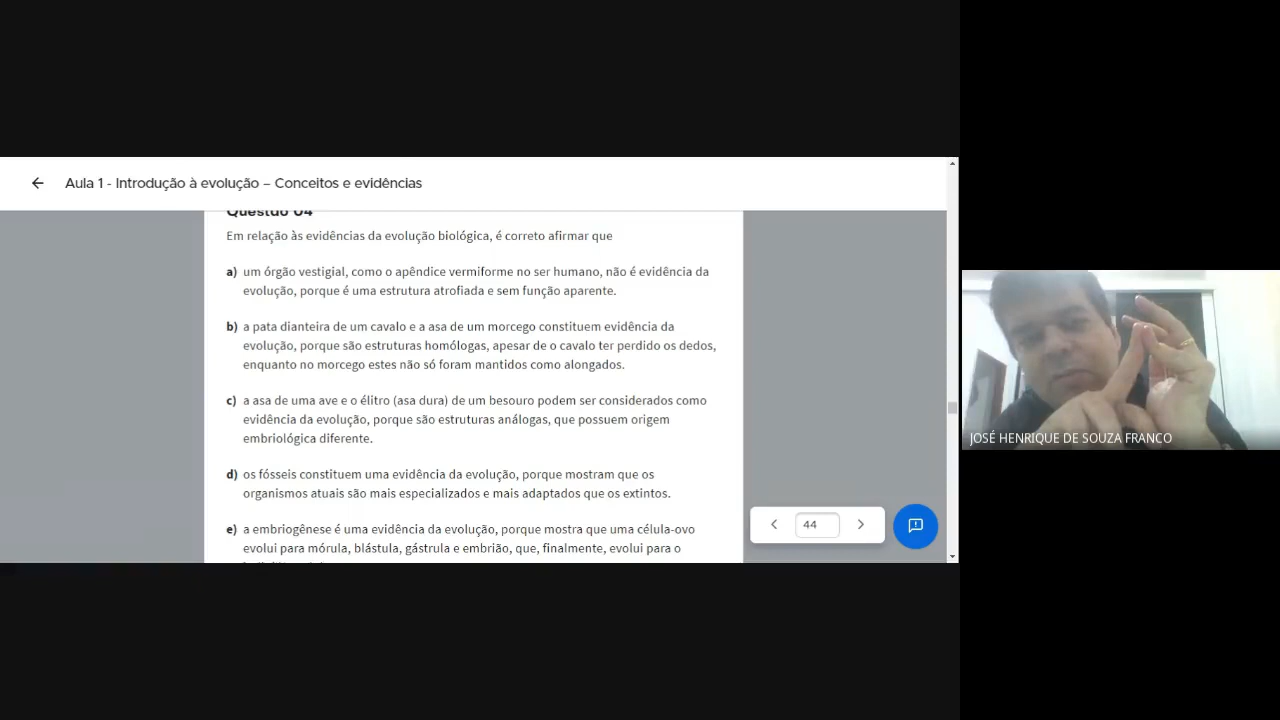 Aula 1 - Introdução à evolução – Conceitos e evidências
Questão 04
Em relação às evidências da evolução biológica, é correto afirmar que
a) um órgão vestigial, como o apêndice vermiforme no ser humano, não é evidência da
evolução, porque é uma estrutura atrofiada e sem função aparente.
b) a pata dianteira de um cavalo e a asa de um morcego constituem evidência da
evolução, porque são estruturas homólogas, apesar de o cavalo ter perdido os dedos,
enquanto no morcego estes não só foram mantidos como alongados.
c) a asa de uma ave e o élitro (asa dura) de um besouro podem ser considerados como
evidência da evolução, porque são estruturas análogas, que possuem origem
embriológica diferente.
d) os fósseis constituem uma evidência da evolução, porque mostram que os
organismos atuais são mais especializados e mais adaptados que os extintos.
e) a embriogênese é uma evidência da evolução, porque mostra que uma célula-ovo
evolui para mórula, blástula, gástrula e embrião, que, finalmente, evolui para o
44
JOSÉ HENRIQUE DE SOUZA FRANCO